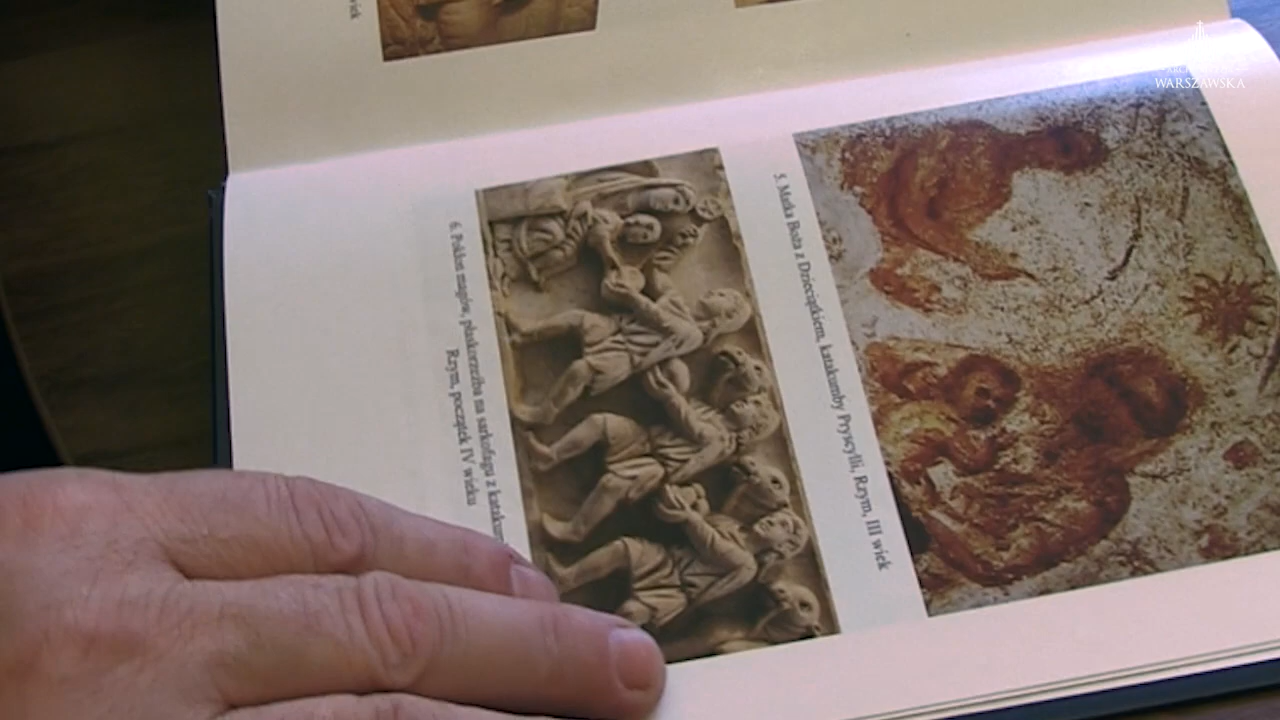 WARSZAWSKA
wiek
5. Matka Boża z Dzieciątkiem, katakumby Pryscylli, Rzym, III wiek
6. Pokłon magów, płaskorzeźba na sarkofagu z
Rzym, początek IV wieku